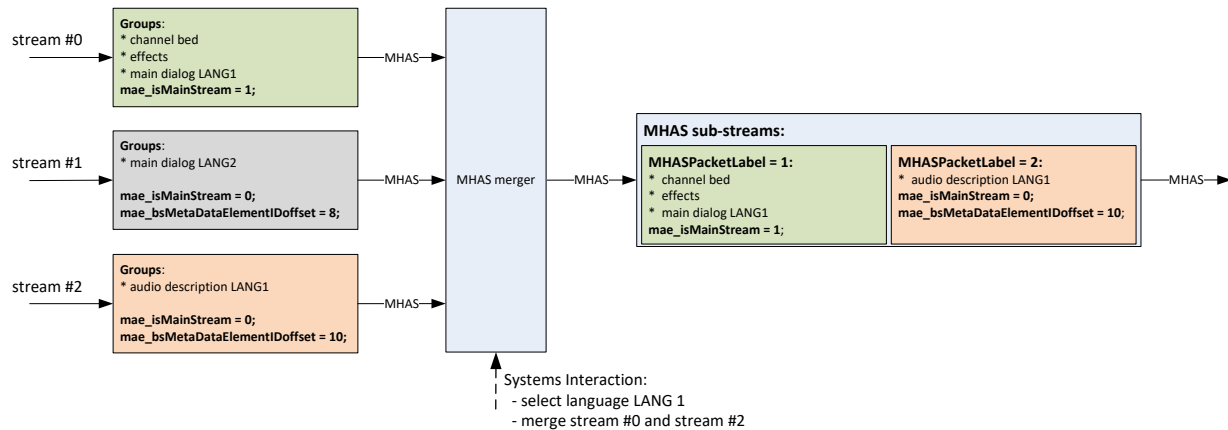 stream #0
Groups:
* channel bed
* effects
* main dialog LANG1
mae_isMainStream = 1;
MHAS
stream #1
Groups:
* main dialog LANG2
mae_isMainStream = 0;
mae_bsMetaDataElementIDoffset = 8;
MHAS
stream #2
Groups:
* audio description LANG1
mae_isMainStream = 0;
mae_bsMetaDataElementIDoffset = 10;
MHAS
MHAS merger
Systems Interaction:
- select language LANG 1
- merge stream #0 and stream #2
MHAS
MHAS sub-streams:
MHASPacketLabel = 1:
* channel bed
* effects
* main dialog LANG1
mae_isMainStream = 1;
MHASPacketLabel = 2:
* audio description LANG1
mae_isMainStream = 0;
mae_bsMetaDataElementIDoffset = 10;
MHAS